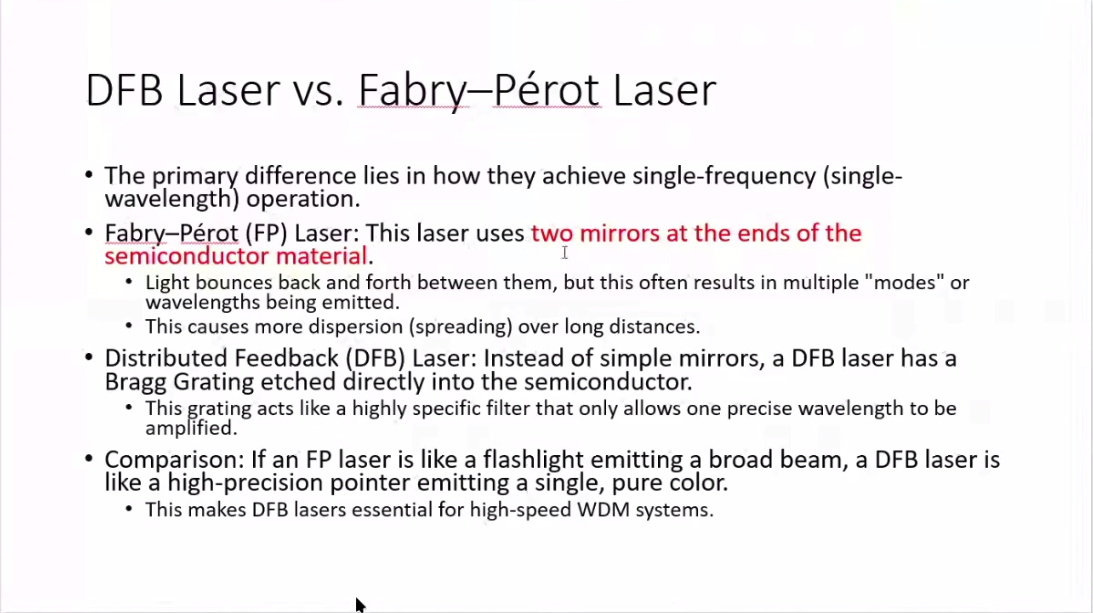 DFB Laser vs. Fabry–Pérot Laser
• The primary difference lies in how they achieve single-frequency (single-
wavelength) operation.
• Fabry–Pérot (FP) Laser: This laser uses two mirrors at the ends of the
semiconductor material.
• Light bounces back and forth between them, but this often results in multiple "modes" or
wavelengths being emitted.
• This causes more dispersion (spreading) over long distances.
• Distributed Feedback (DFB) Laser: Instead of simple mirrors, a DFB laser has a
Bragg Grating etched directly into the semiconductor.
• This grating acts like a highly specific filter that only allows one precise wavelength to be
amplified.
• Comparison: If an FP laser is like a flashlight emitting a broad beam, a DFB laser is
like a high-precision pointer emitting a single, pure color.
• This makes DFB lasers essential for high-speed WDM systems.